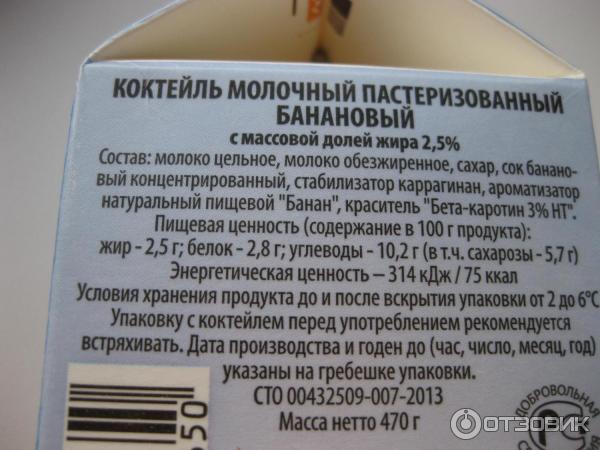 КОКТЕЙЛЬ МОЛОЧНЫЙ ПАСТЕРИЗОВАННЫЙ
БАНАНОВЫЙ
с массовой долей жира 2,5%
Состав: молоко цельное, молоко обезжиренное, сахар, сок банано-
вый концентрированный, стабилизатор каррагинан, ароматизатор
натуральный пищевой "Банан", краситель "Бета-каротин 3% НТ".
Пищевая ценность (содержание в 100 г продукта):
жир - 2,5 г; белок - 2,8 г; углеводы - 10,2 г (в т.ч. сахарозы - 5,7 г)
Энергетическая ценность – 314 кДж / 75 ккал
Условия хранения продукта до и после вскрытия упаковки от 2 до 6°С
Упаковку с коктейлем перед употреблением рекомендуется
встряхивать. Дата производства и годен до (час, число, месяц, год)
указаны на гребешке упаковки.
СТО 00432509-007-2013
Масса нетто 470 г
550
ДОБРОВОЛЬНАЯ
ОТЗОВИК